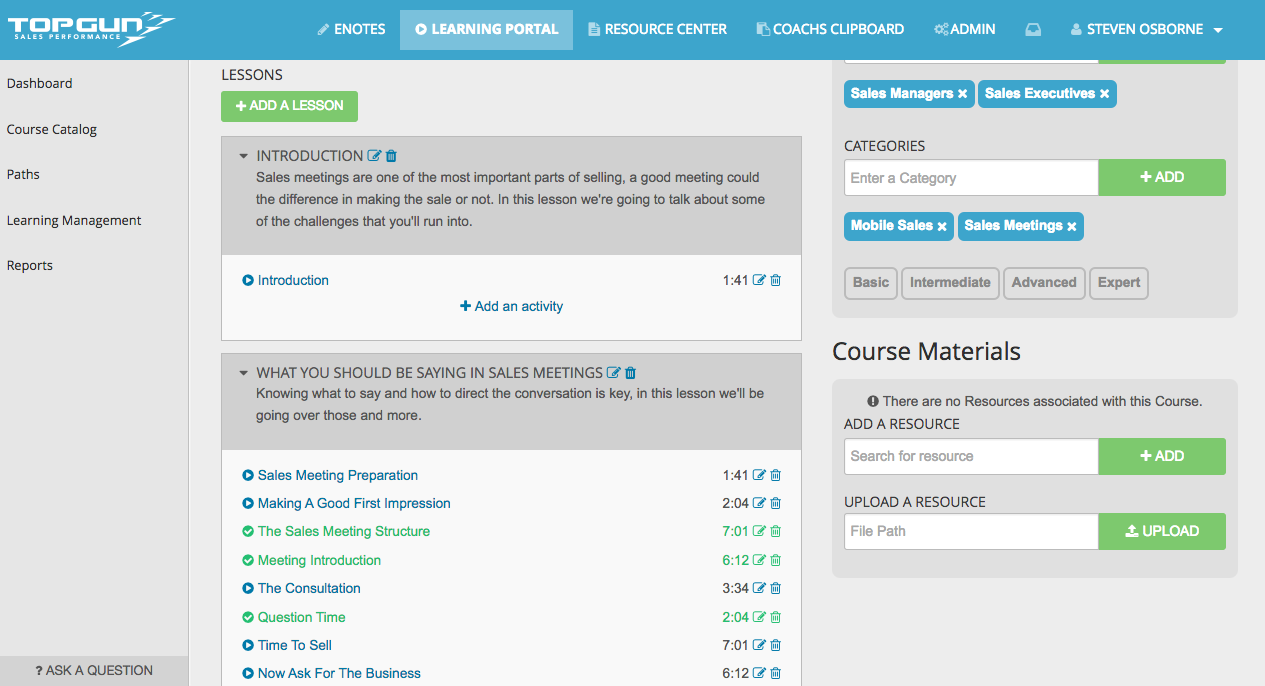 TOPGUN
SALES PERFORMANCE
ENOTES
LEARNING PORTAL
RESOURCE CENTER
COACHS CLIPBOARD
ADMIN
STEVEN OSBORNE
Dashboard
Course Catalog
Paths
Learning Management
Reports
? ASK A QUESTION
LESSONS
+ ADD A LESSON
INTRODUCTION
Sales meetings are one of the most important parts of selling, a good meeting could
the difference in making the sale or not. In this lesson we're going to talk about some
of the challenges that you'll run into.
Introduction 1:41
+ Add an activity
WHAT YOU SHOULD BE SAYING IN SALES MEETINGS
Knowing what to say and how to direct the conversation is key, in this lesson we'll be
going over those and more.
Sales Meeting Preparation 1:41
Making A Good First Impression 2:04
The Sales Meeting Structure 7:01
Meeting Introduction 6:12
The Consultation 3:34
Question Time 2:04
Time To Sell 7:01
Now Ask For The Business 6:12
Sales Managers × Sales Executives ×
CATEGORIES
Enter a Category + ADD
Mobile Sales × Sales Meetings ×
Basic Intermediate Advanced Expert
Course Materials
There are no Resources associated with this Course.
ADD A RESOURCE
Search for resource + ADD
UPLOAD A RESOURCE
File Path UPLOAD